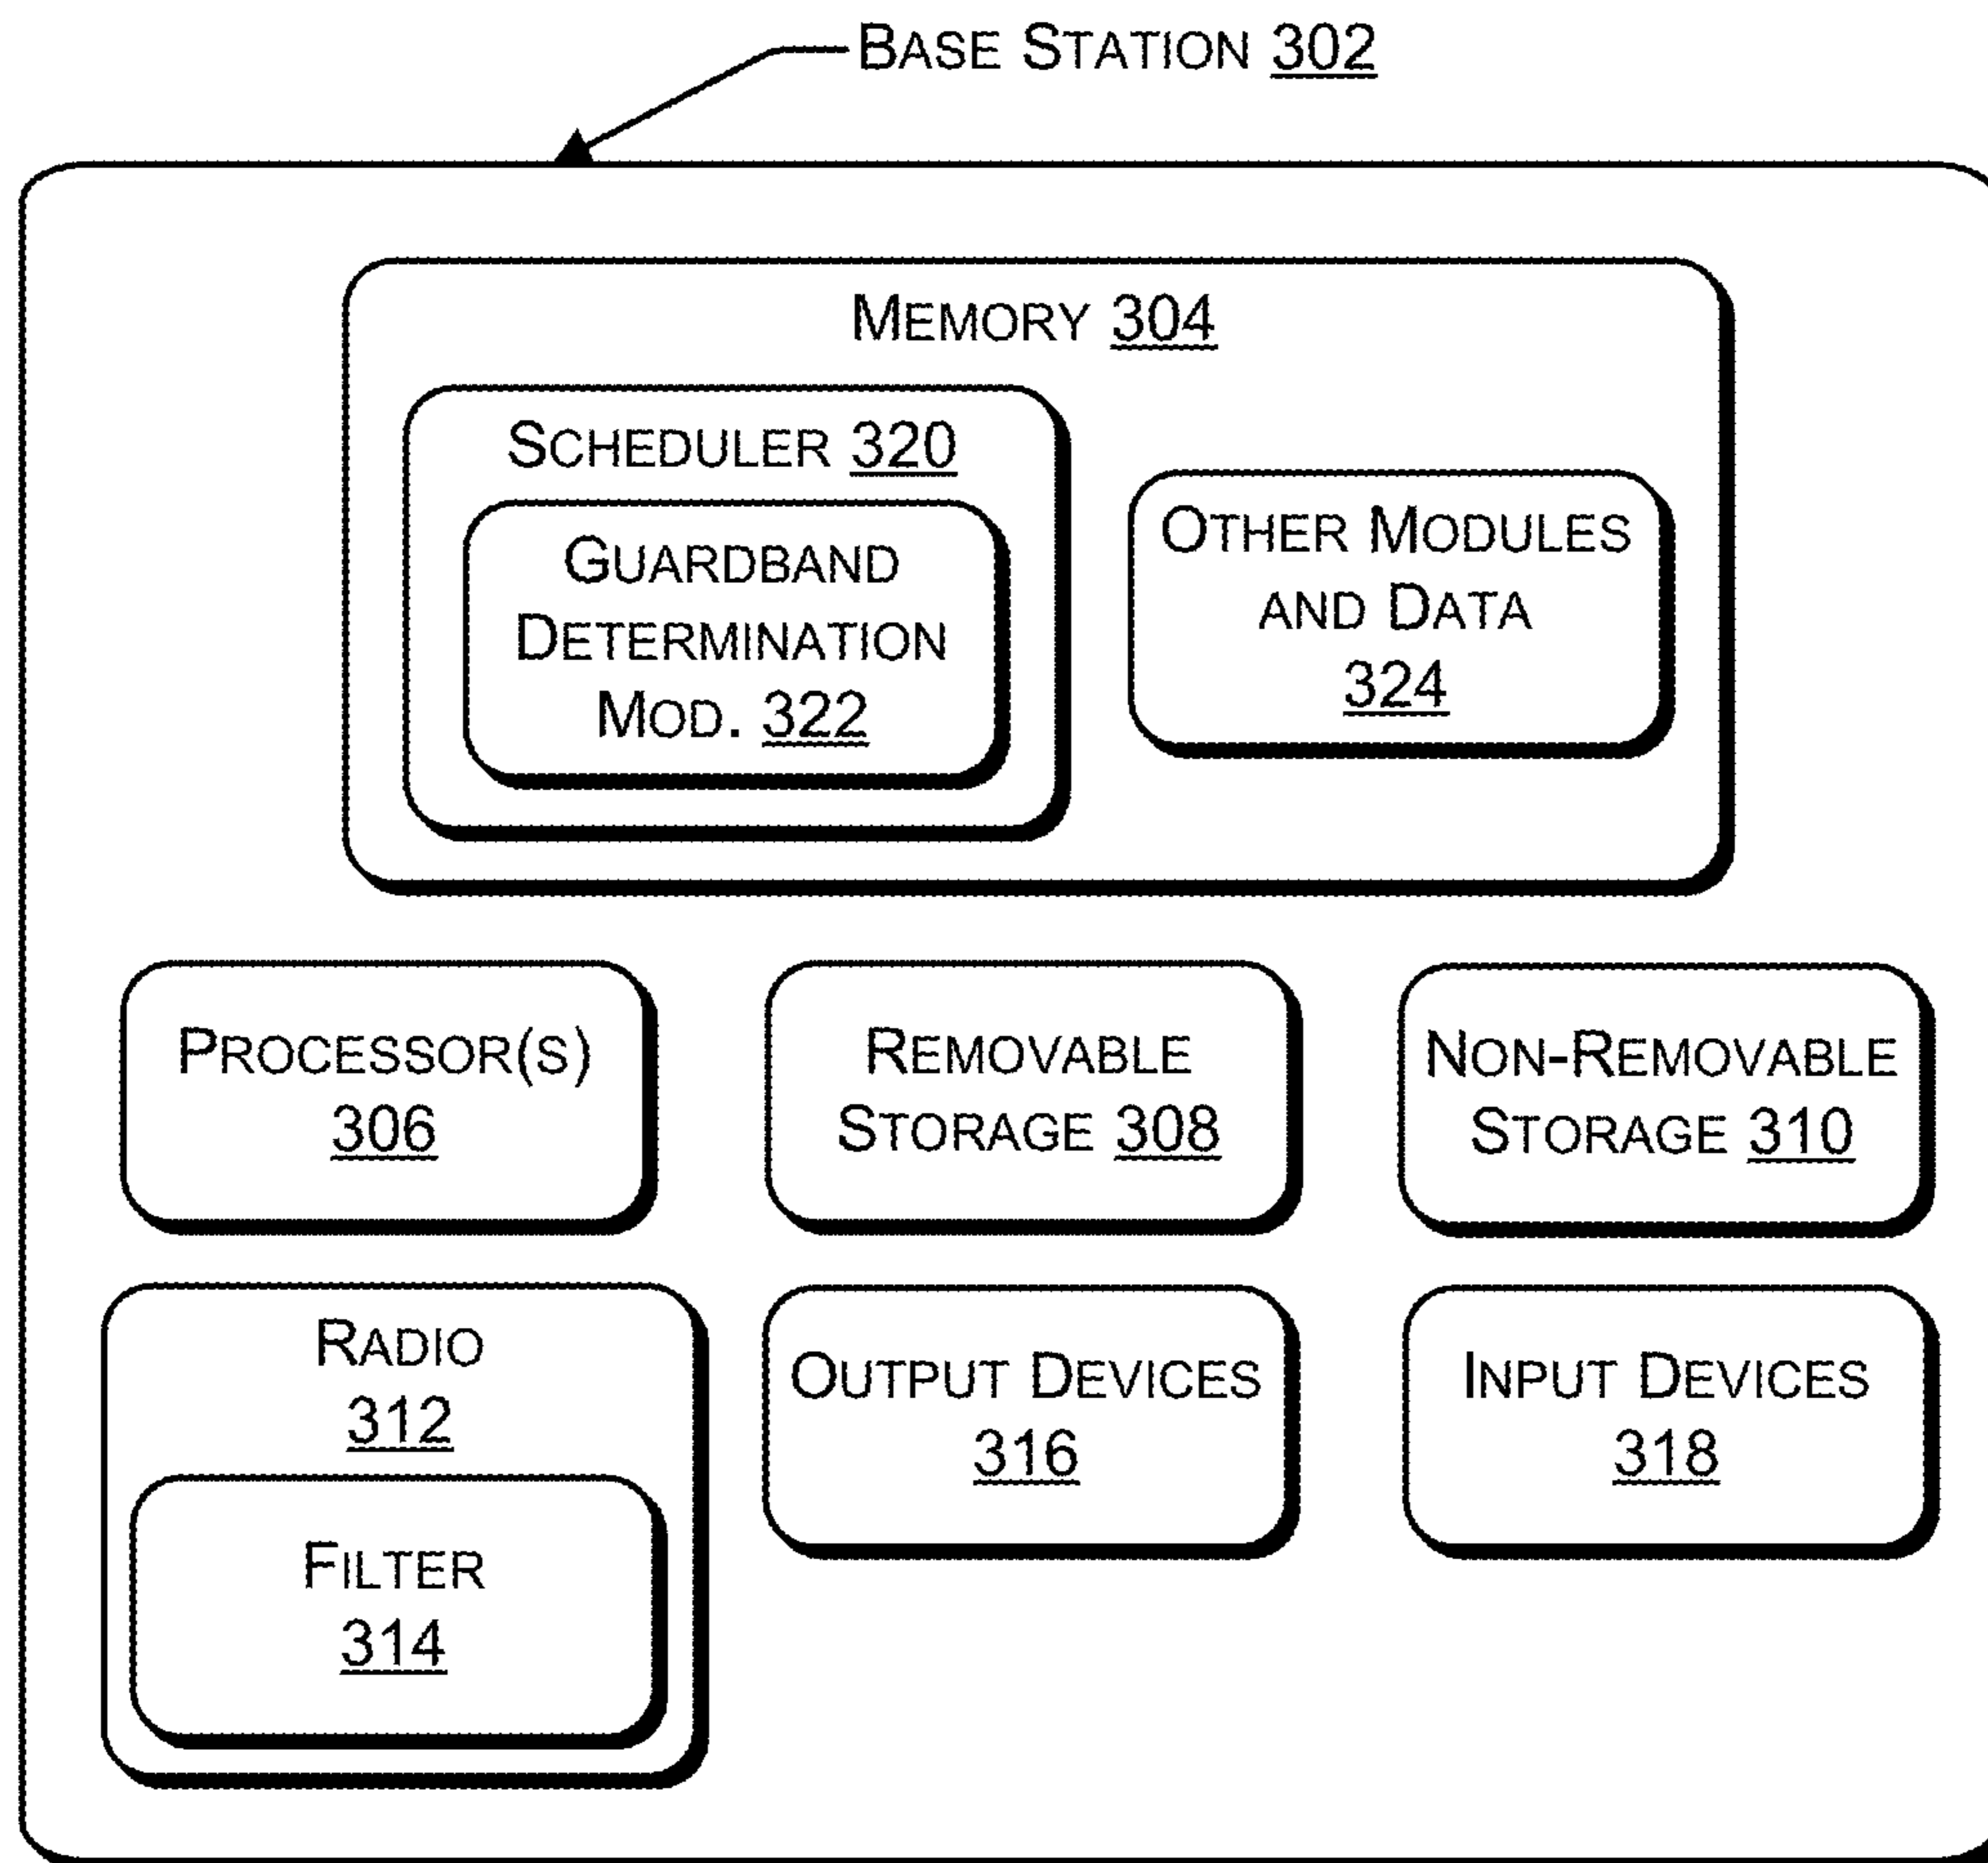 BASE STATION 302
MEMORY 304
SCHEDULER 320
GUARDBAND
DETERMINATION
MOD. 322
OTHER MODULES
AND DATA
324
PROCESSOR(S)
306
REMOVABLE
STORAGE 308
NON-REMOVABLE
STORAGE 310
RADIO
312
FILTER
314
OUTPUT DEVICES
316
INPUT DEVICES
318